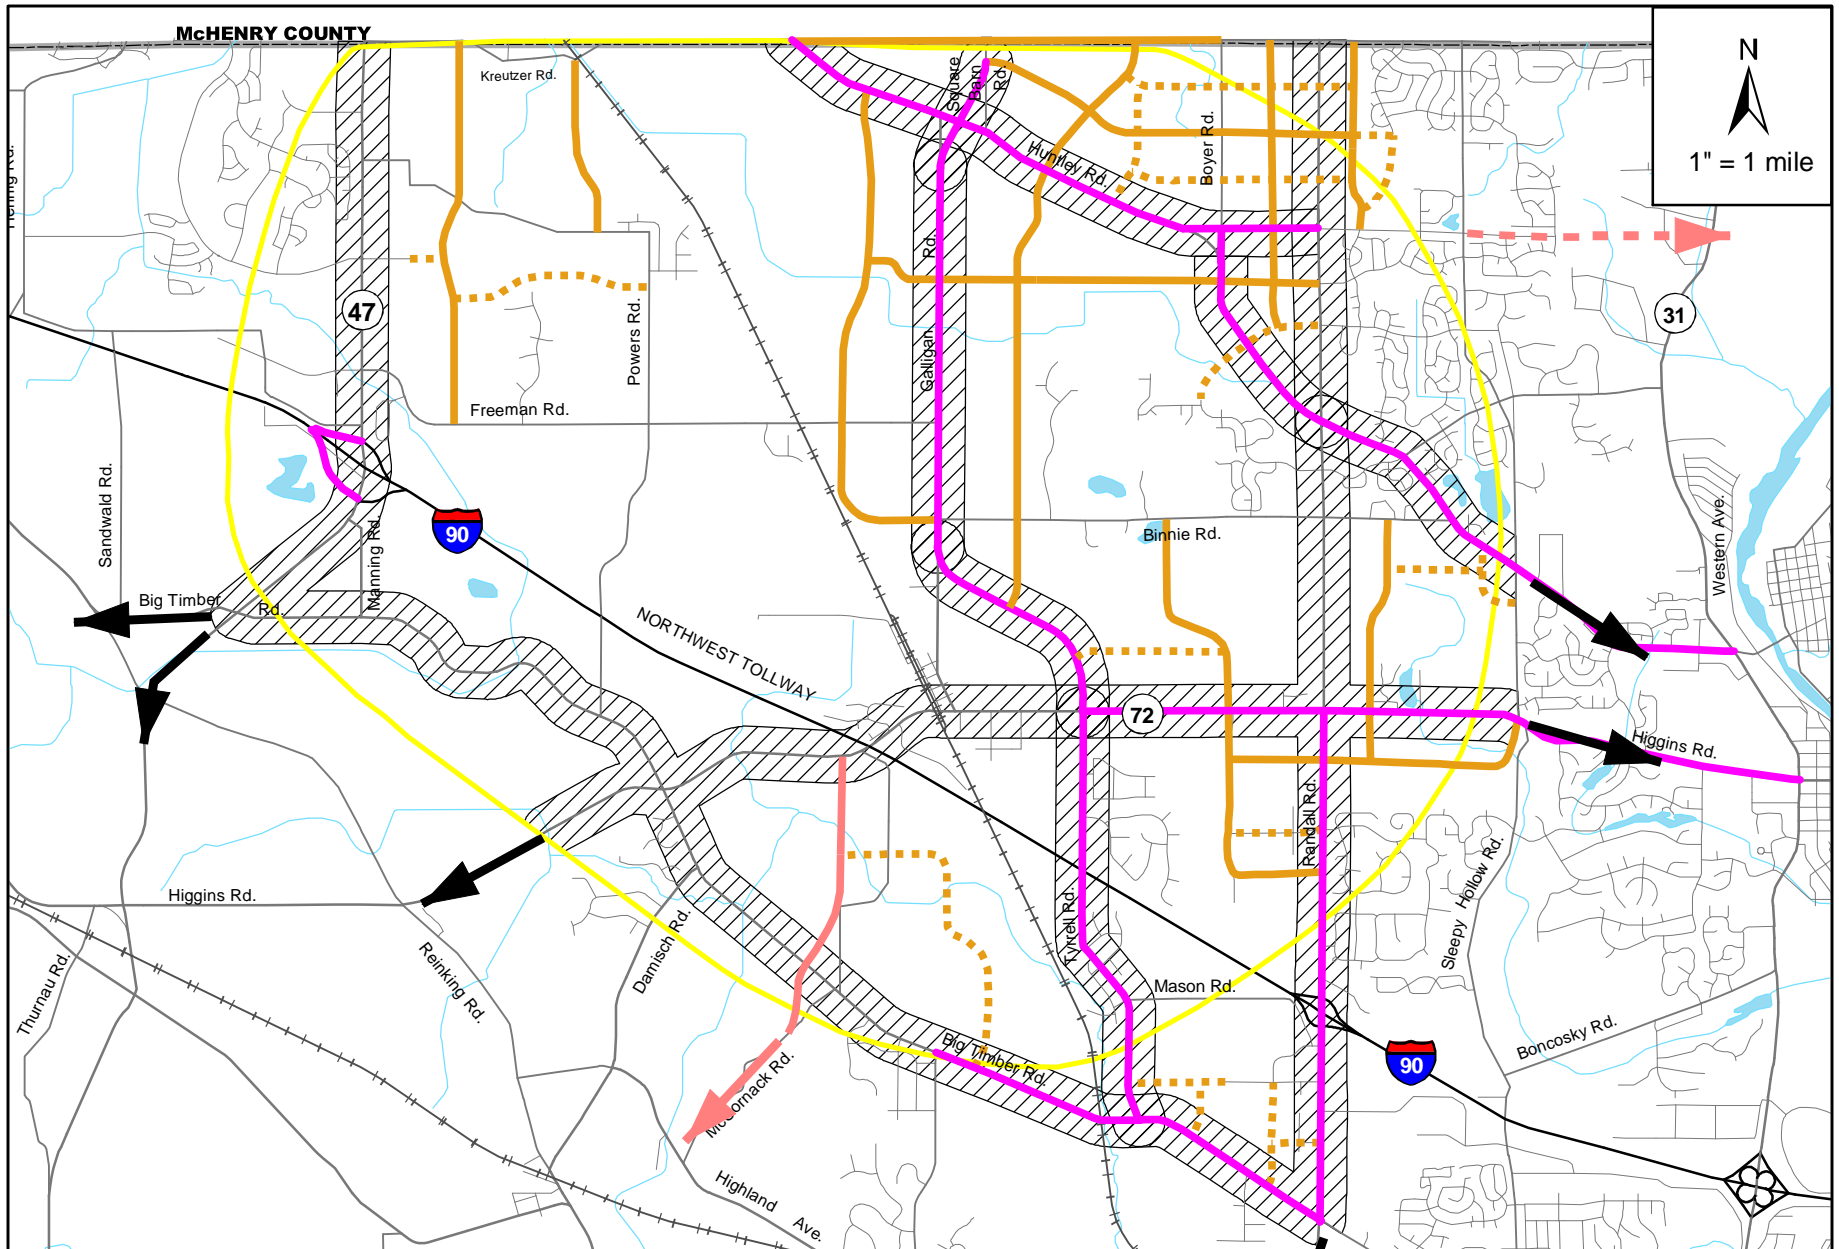 McHENRY COUNTY
N
1" = 1 mile
Kreutzer Rd.
Square
Barn
Rd.
Boyer Rd.
Huntley Rd.
Galligan Rd.
47
31
Powers Rd.
Freeman Rd.
Sandwald Rd.
Manning Rd.
90
Binnie Rd.
Western Ave.
Big Timber Rd.
NORTHWEST TOLLWAY
72
Higgins Rd.
Randall Rd.
Higgins Rd.
Tyrrell Rd.
Sleepy Hollow Rd.
Damisch Rd.
Reinking Rd.
Thurnau Rd.
Mason Rd.
Boncosky Rd.
Big Timber Rd.
90
McCornack Rd.
Highland Ave.